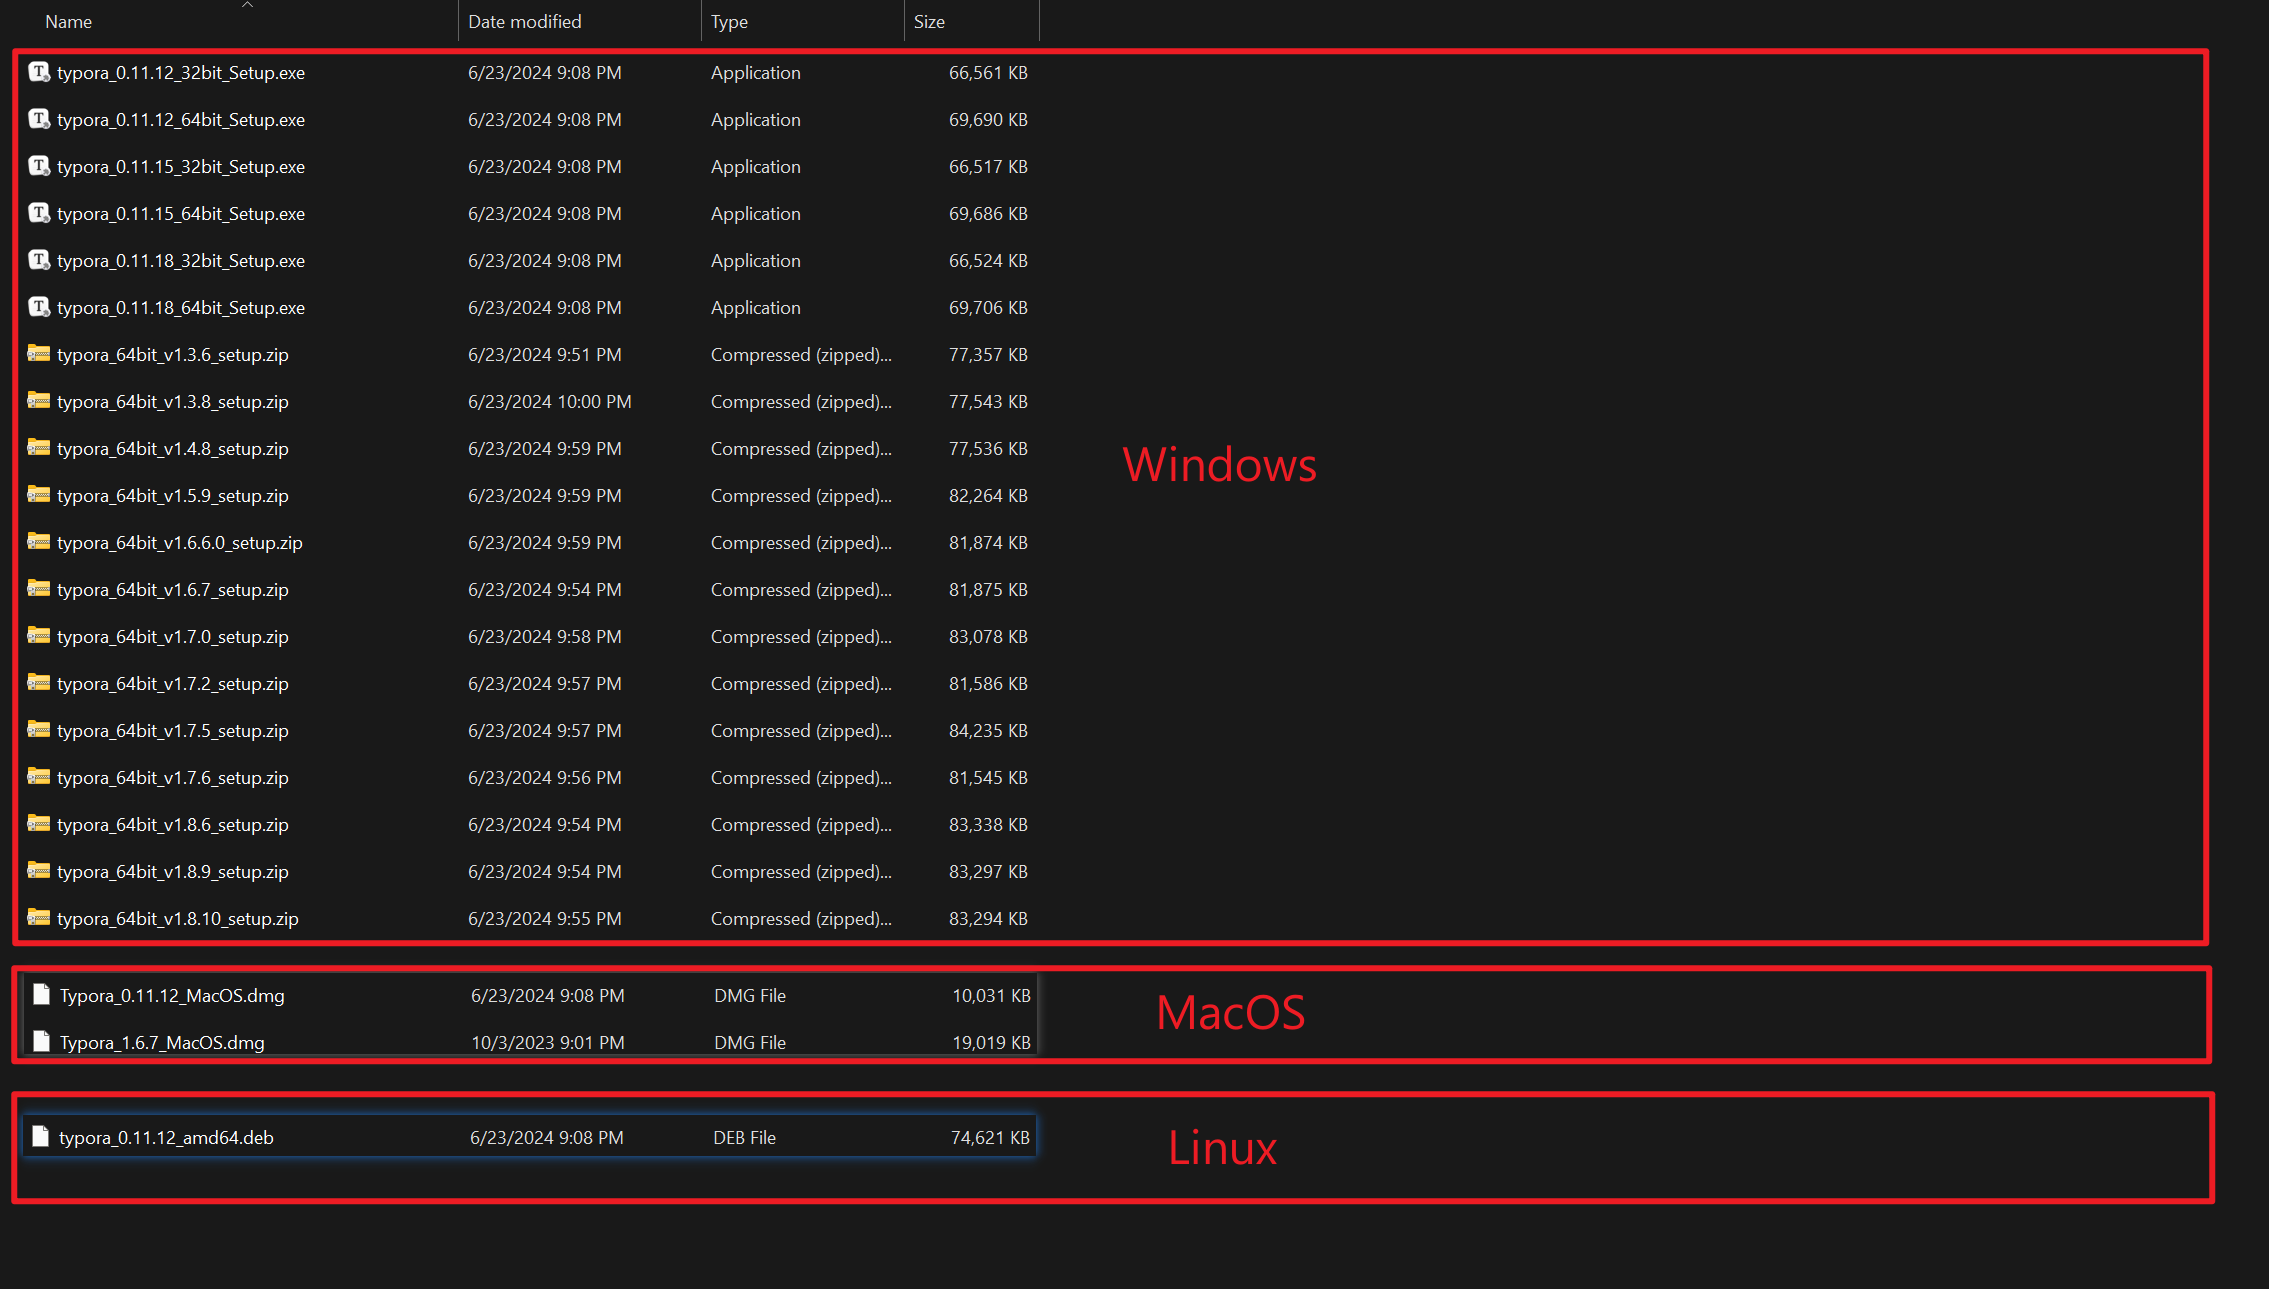 Name Date modified Type Size
typora_0.11.12_32bit_Setup.exe 6/23/2024 9:08 PM Application 66,561 KB
typora_0.11.12_64bit_Setup.exe 6/23/2024 9:08 PM Application 69,690 KB
typora_0.11.15_32bit_Setup.exe 6/23/2024 9:08 PM Application 66,517 KB
typora_0.11.15_64bit_Setup.exe 6/23/2024 9:08 PM Application 69,686 KB
typora_0.11.18_32bit_Setup.exe 6/23/2024 9:08 PM Application 66,524 KB
typora_0.11.18_64bit_Setup.exe 6/23/2024 9:08 PM Application 69,706 KB
typora_64bit_v1.3.6_setup.zip 6/23/2024 9:51 PM Compressed (zipped)... 77,357 KB
typora_64bit_v1.3.8_setup.zip 6/23/2024 10:00 PM Compressed (zipped)... 77,543 KB
typora_64bit_v1.4.8_setup.zip 6/23/2024 9:59 PM Compressed (zipped)... 77,536 KB
Windows
typora_64bit_v1.5.9_setup.zip 6/23/2024 9:59 PM Compressed (zipped)... 82,264 KB
typora_64bit_v1.6.6.0_setup.zip 6/23/2024 9:59 PM Compressed (zipped)... 81,874 KB
typora_64bit_v1.6.7_setup.zip 6/23/2024 9:54 PM Compressed (zipped)... 81,875 KB
typora_64bit_v1.7.0_setup.zip 6/23/2024 9:58 PM Compressed (zipped)... 83,078 KB
typora_64bit_v1.7.2_setup.zip 6/23/2024 9:57 PM Compressed (zipped)... 81,586 KB
typora_64bit_v1.7.5_setup.zip 6/23/2024 9:57 PM Compressed (zipped)... 84,235 KB
typora_64bit_v1.7.6_setup.zip 6/23/2024 9:56 PM Compressed (zipped)... 81,545 KB
typora_64bit_v1.8.6_setup.zip 6/23/2024 9:54 PM Compressed (zipped)... 83,338 KB
typora_64bit_v1.8.9_setup.zip 6/23/2024 9:54 PM Compressed (zipped)... 83,297 KB
typora_64bit_v1.8.10_setup.zip 6/23/2024 9:55 PM Compressed (zipped)... 83,294 KB
Typora_0.11.12_MacOS.dmg 6/23/2024 9:08 PM DMG File 10,031 KB
MacOS
Typora_1.6.7_MacOS.dmg 10/3/2023 9:01 PM DMG File 19,019 KB
typora_0.11.12_amd64.deb 6/23/2024 9:08 PM DEB File 74,621 KB
Linux